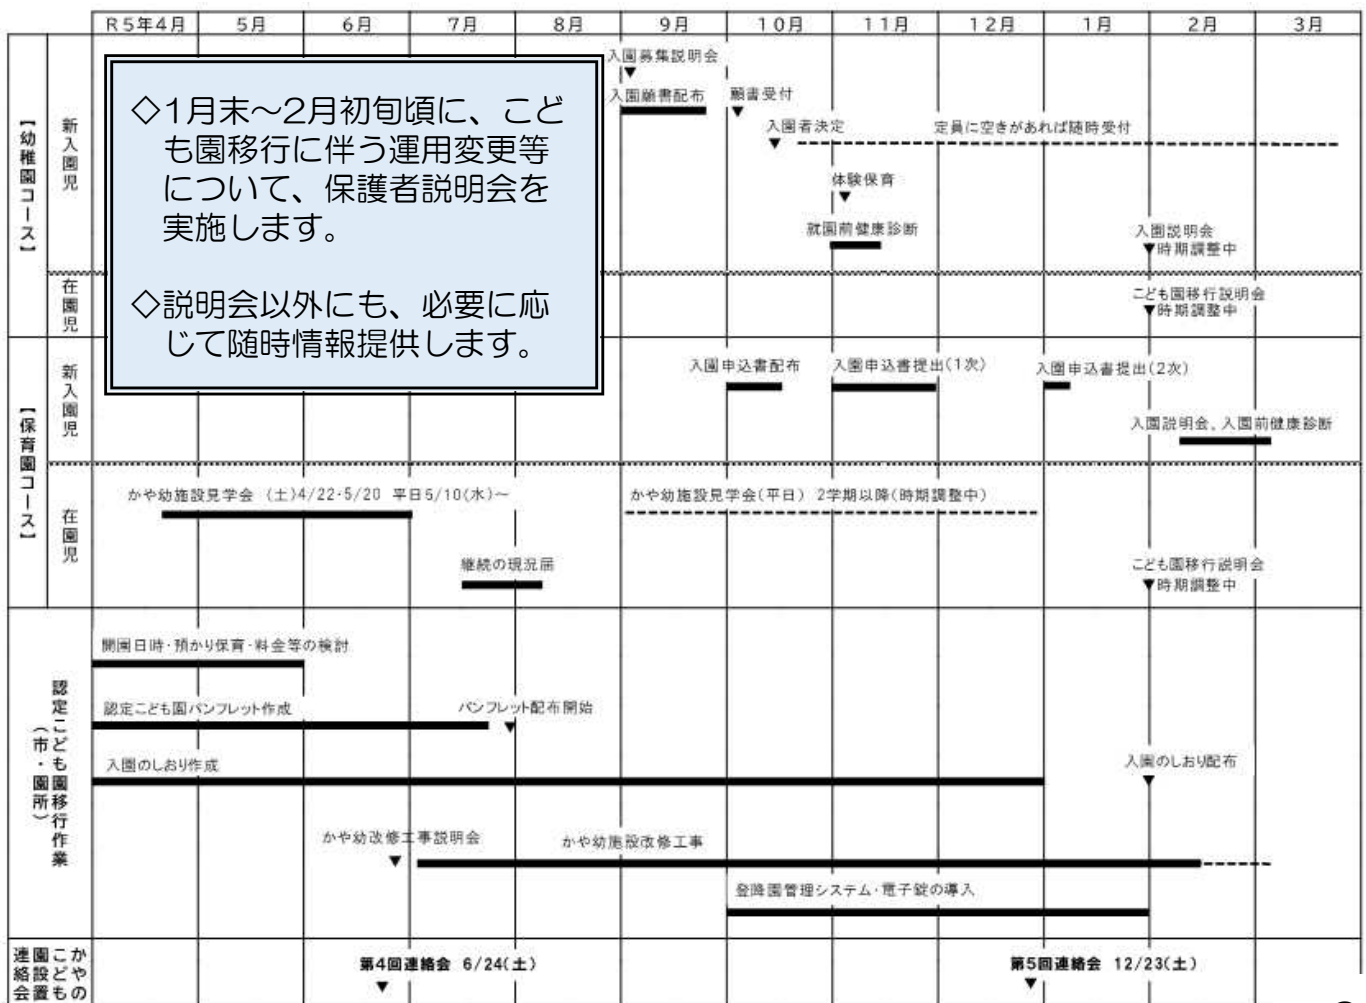 R5年4月 5月 6月 7月 8月 9月 10月 11月 12月 1月 2月 3月
◇1月末～2月初旬頃に、こど
も園移行に伴う運用変更等
について、保護者説明会を
実施します。
◇説明会以外にも、必要に応
じて随時情報提供します。
【幼稚園コース】
新入園児
入園募集説明会
▼
入園願書配布
願書受付
▼
入園者決定
▼
定員に空きがあれば随時受付
体験保育
▼
就園前健康診断
入園説明会
▼時期調整中
在園児
こども園移行説明会
▼時期調整中
【保育園コース】
新入園児
入園申込書配布
入園申込書提出(1次)
入園申込書提出(2次)
入園説明会、入園前健康診断
在園児
かや幼施設見学会 (土)4/22・5/20 平日5/10(水)～
かや幼施設見学会(平日) 2学期以降(時期調整中)
継続の現況届
こども園移行説明会
▼時期調整中
認定こども園移行作業
(市・園所)
開園日時・預かり保育・料金等の検討
認定こども園パンフレット作成
パンフレット配布開始
▼
入園のしおり作成
入園のしおり配布
▼
かや幼改修工事説明会
▼
かや幼施設改修工事
登降園管理システム・電子錠の導入
かやの
こども
園設置
連絡会
第4回連絡会 6/24(土)
▼
第5回連絡会 12/23(土)
▼